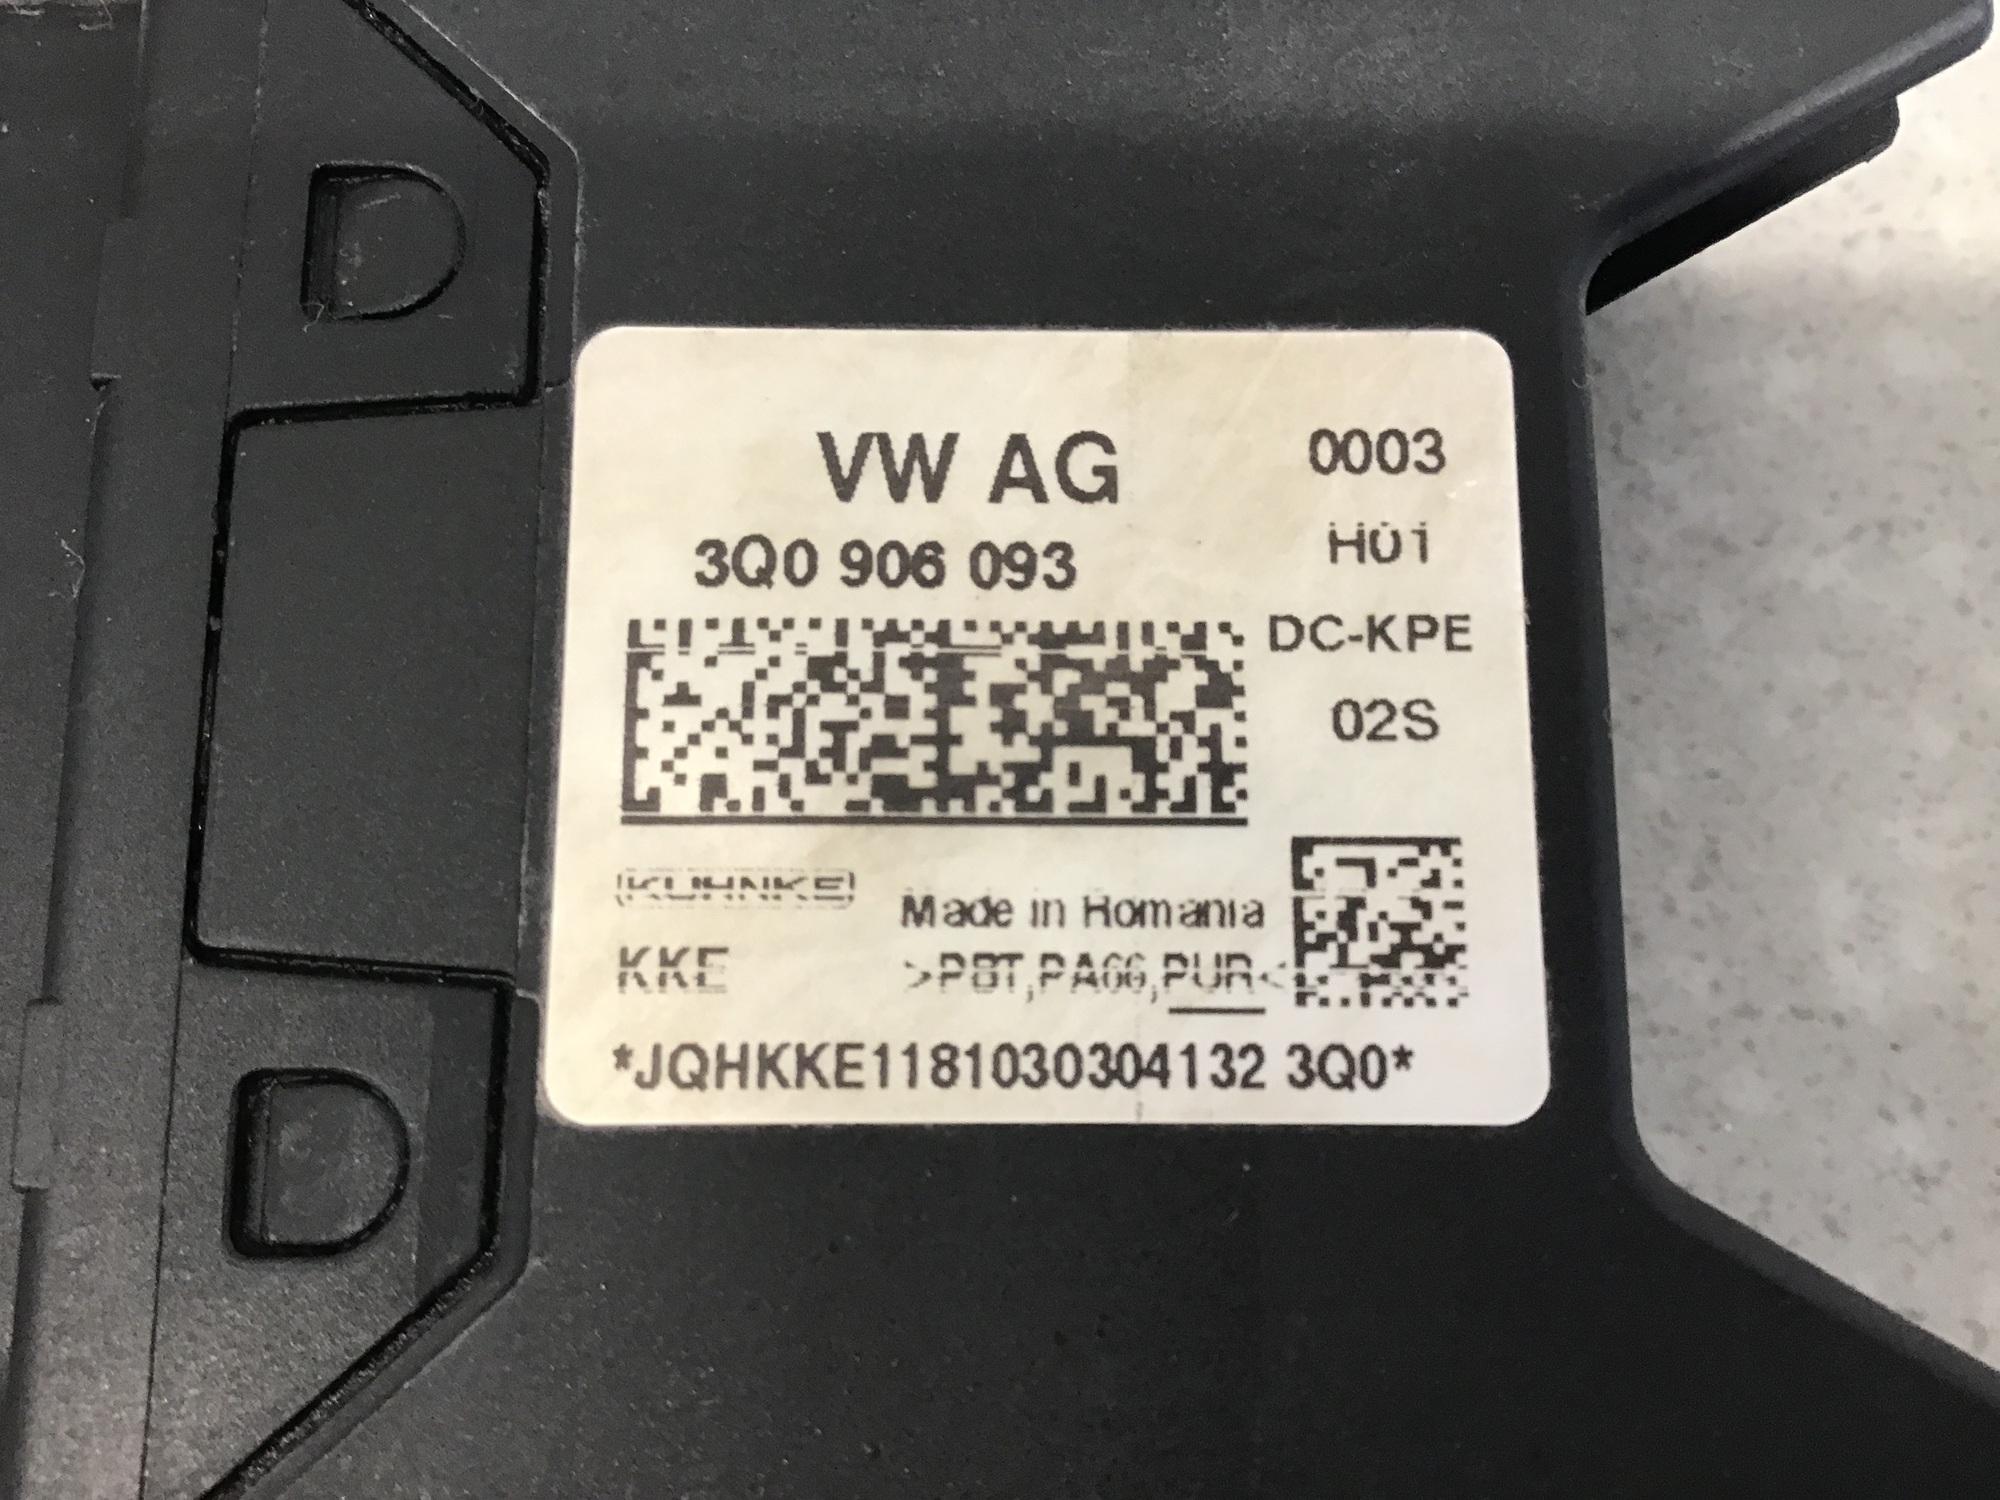 VW AG
0003
3Q0 906 093
H01
DC-KPE
02S
KUHNKE
Made in Romania
KKE
>PBT,PA66,PUR<
*JQHKKE1181030304132 3Q0*